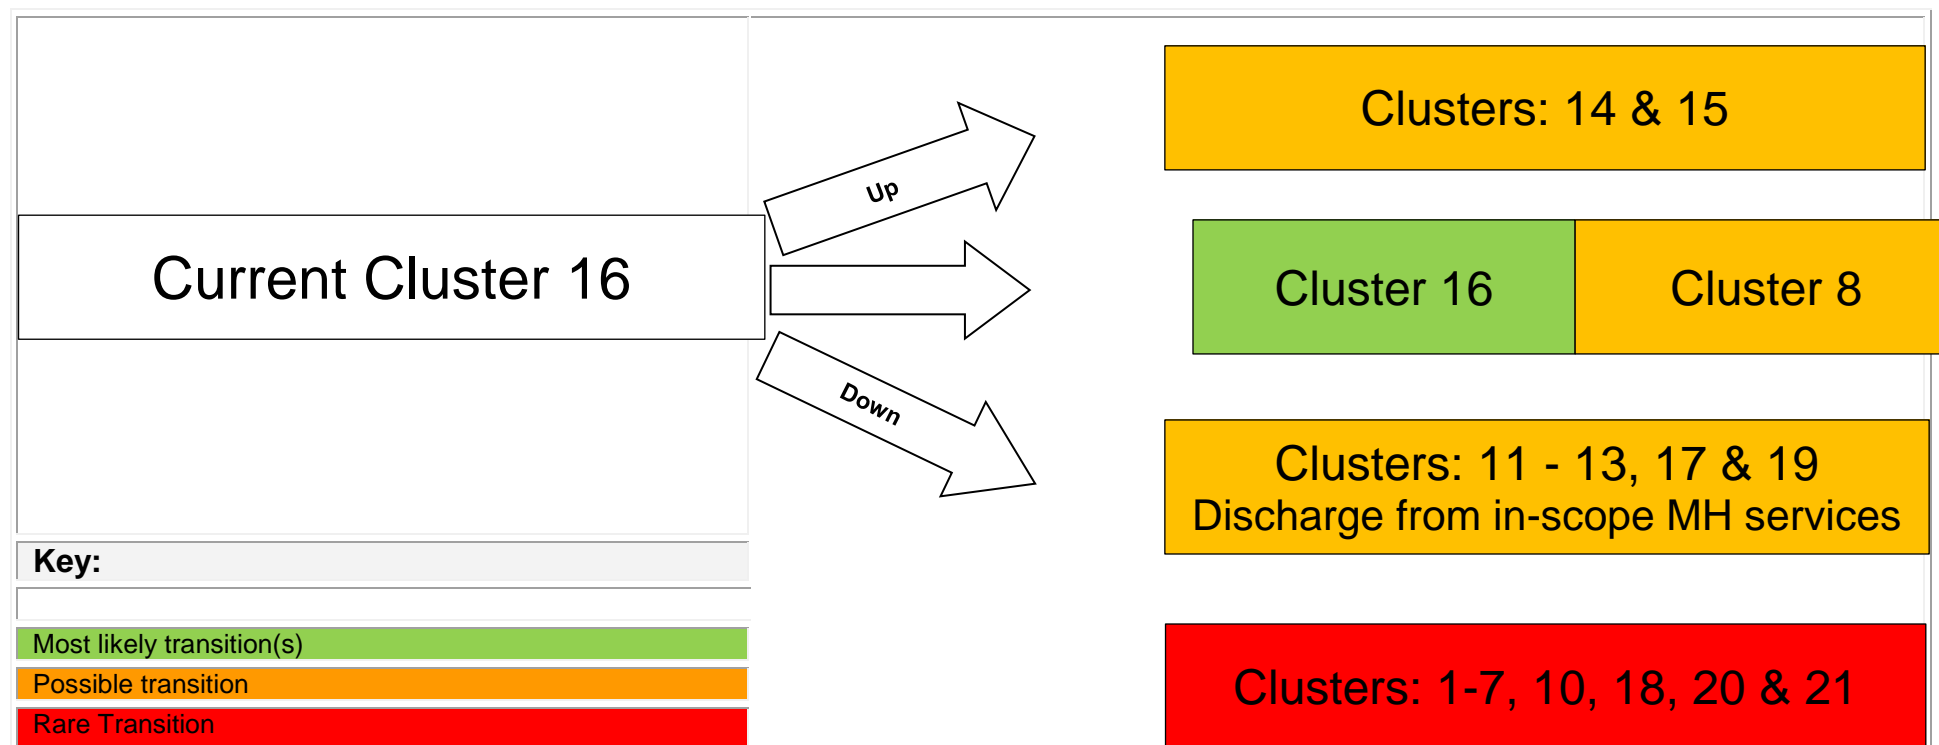 Clusters: 14 & 15
Up
Current Cluster 16
Cluster 16
Cluster 8
Down
Clusters: 11 - 13, 17 & 19
Discharge from in-scope MH services
Key:
Most likely transition(s)
Possible transition
Rare Transition
Clusters: 1-7, 10, 18, 20 & 21